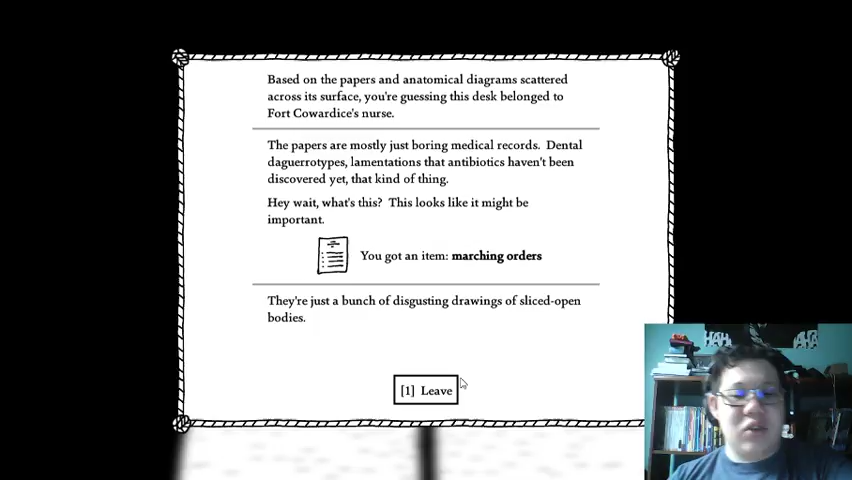 Based on the papers and anatomical diagrams scattered
across its surface, you're guessing this desk belonged to
Fort Cowardice's nurse.
The papers are mostly just boring medical records. Dental
daguerrotypes, lamentations that antibiotics haven't been
discovered yet, that kind of thing.
Hey wait, what's this? This looks like it might be
important.
You got an item: marching orders
They're just a bunch of disgusting drawings of sliced-open
bodies.
[1] Leave
HAH